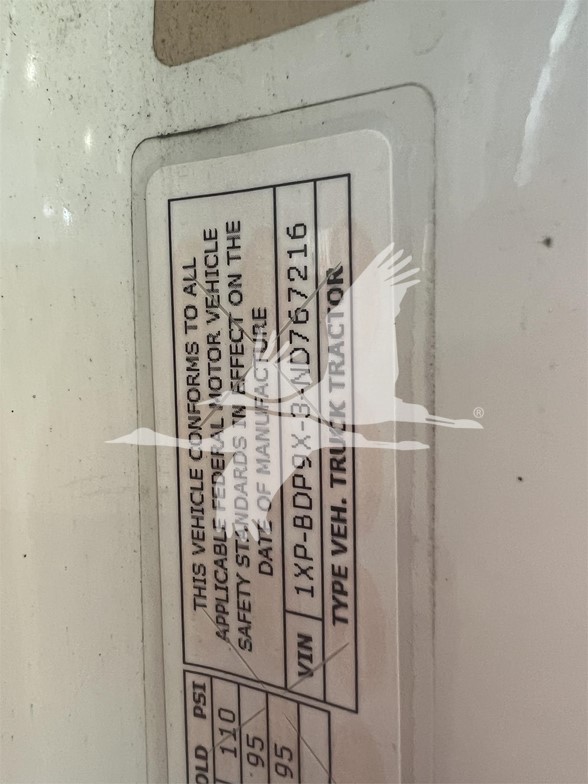 THIS VEHICLE CONFORMS TO ALL
APPLICABLE FEDERAL MOTOR VEHICLE
SAFETY STANDARDS IN EFFECT ON THE
DATE OF MANUFACTURE
VIN 1XP-BDP9X-3-ND767216
TYPE VEH. TRUCK TRACTOR
OLD PSI
110
95
95
®